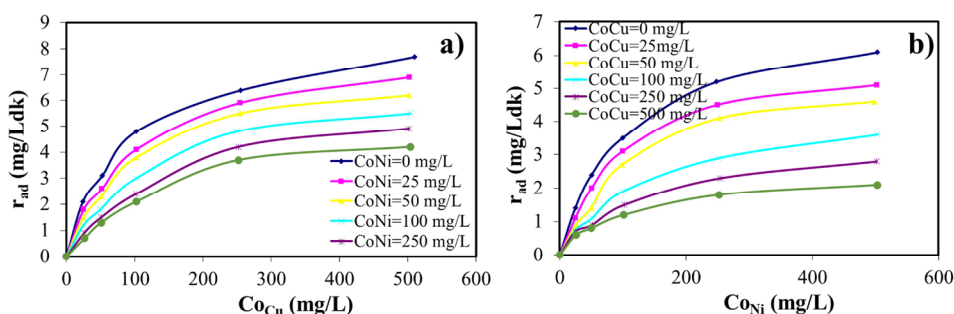 9
8
7
6
5
4
3
2
1
0
r_ad (mg/Ldk)
a)
CoNi=0 mg/L
CoNi=25 mg/L
CoNi=50 mg/L
CoNi=100 mg/L
CoNi=250 mg/L
0 100 200 300 400 500 600
Co_Cu (mg/L)
7
6
5
4
3
2
1
0
r_ad (mg/Ldk)
b)
CoCu=0 mg/L
CoCu=25mg/L
CoCu=50 mg/L
CoCu=100 mg/L
CoCu=250 mg/L
CoCu=500 mg/L
0 200 400 600
Co_Ni (mg/L)